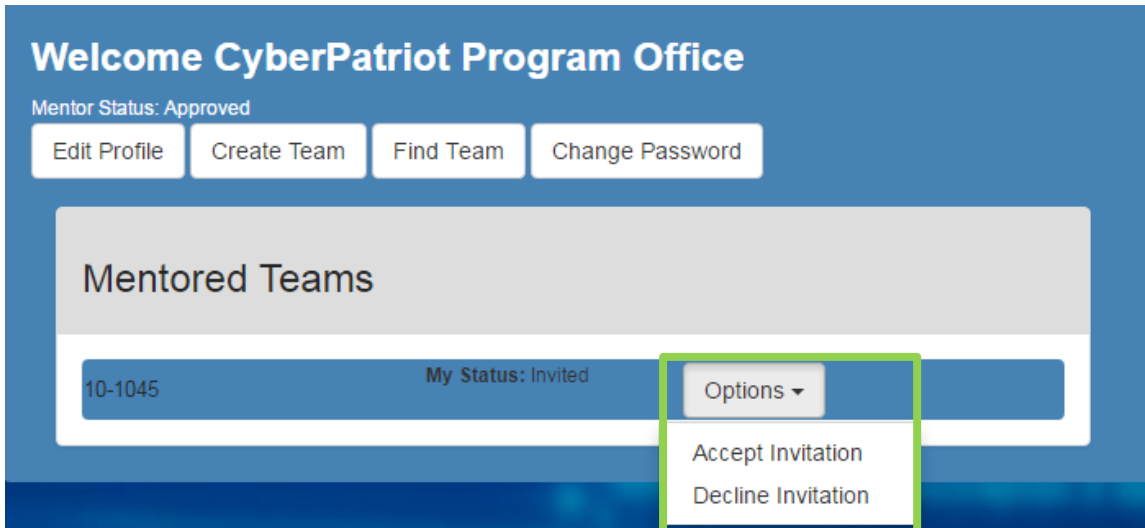 Welcome CyberPatriot Program Office
Mentor Status: Approved
Edit Profile Create Team Find Team Change Password
Mentored Teams
10-1045 My Status: Invited Options
Accept Invitation
Decline Invitation